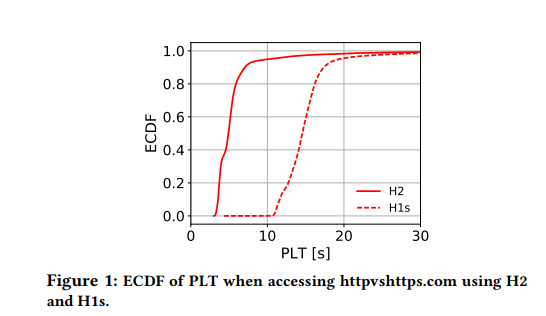 1.0
0.8
0.6
0.4
0.2
0.0
ECDF
H2
H1s
0 10 20 30
PLT [s]
Figure 1: ECDF of PLT when accessing httpvshttps.com using H2
and H1s.